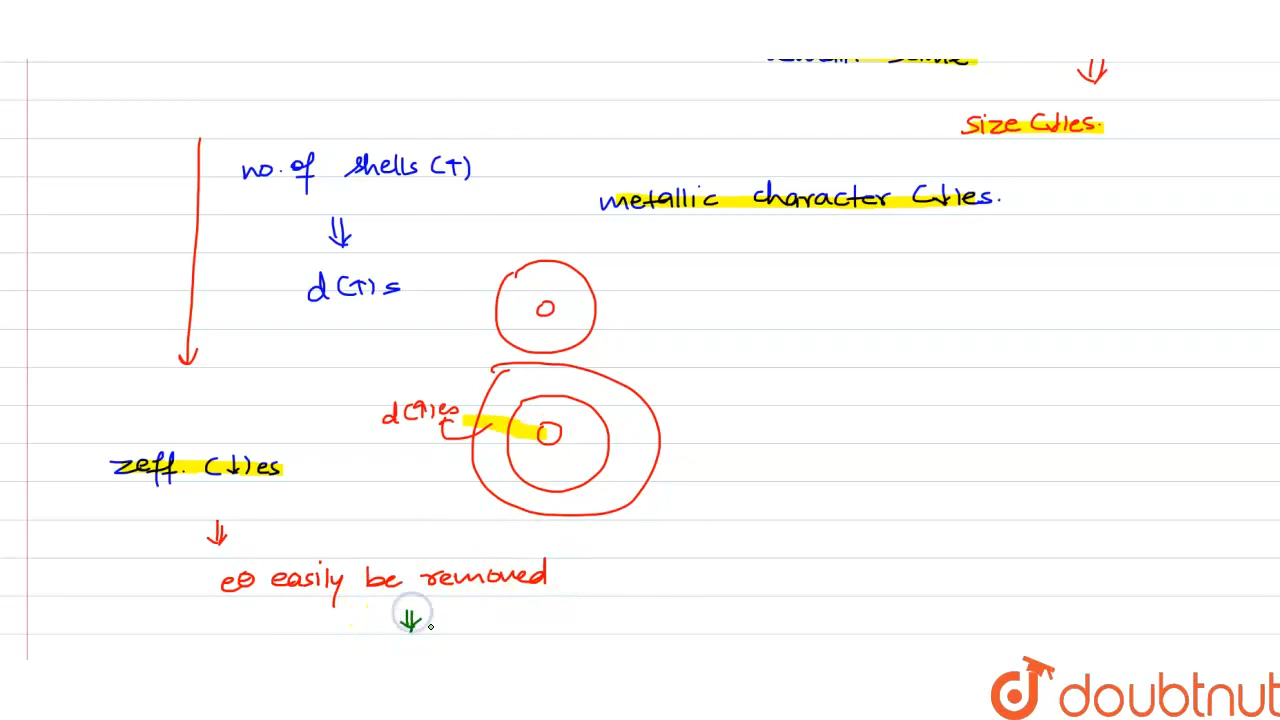 size (↓)es.
no. of shells (↑)
metallic character (↓)es.
⇓
d(↑)s
d(↑)es
zeff. (↓)es
⇓
e⊖ easily be removed
⇓
doubtnut